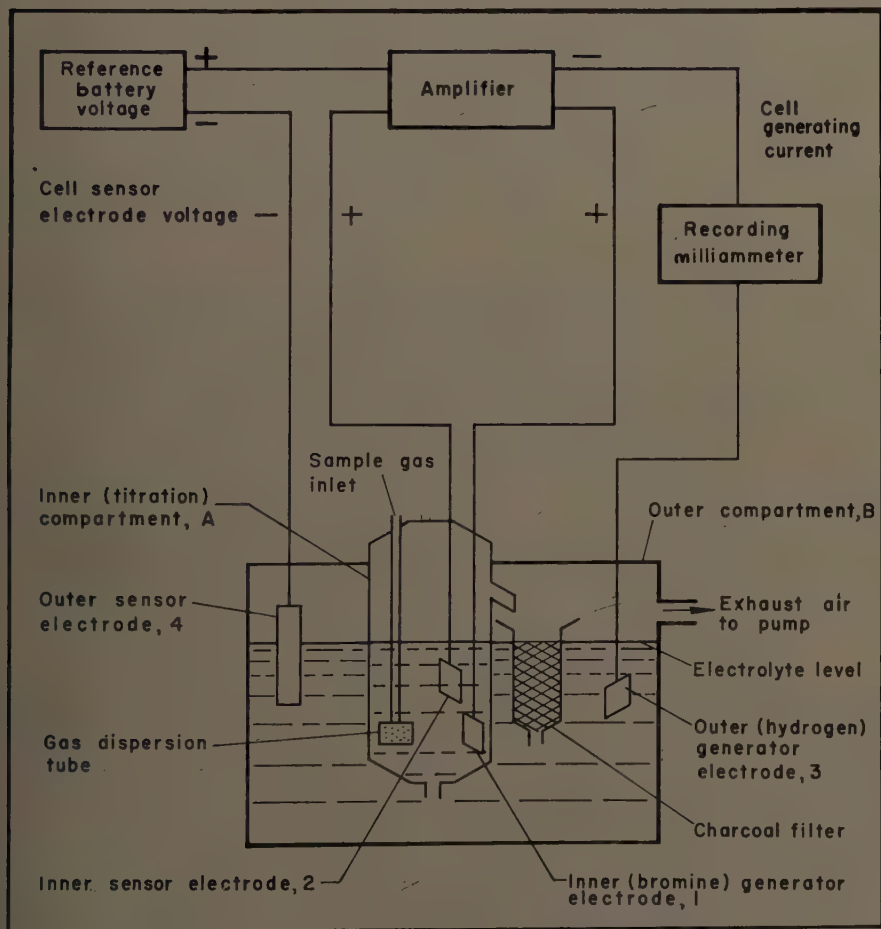 +
−
Reference
battery
voltage
−
Amplifier
Cell
generating
current
Cell sensor
electrode voltage −
+
+
Recording
milliammeter
Sample gas
inlet
Inner (titration)
compartment, A
Outer compartment,B
Outer sensor
electrode, 4
Exhaust air
to pump
Electrolyte level
Gas dispersion
tube
Outer (hydrogen)
generator
electrode,3
Charcoal filter
Inner sensor electrode,2
Inner (bromine) generator
electrode,1